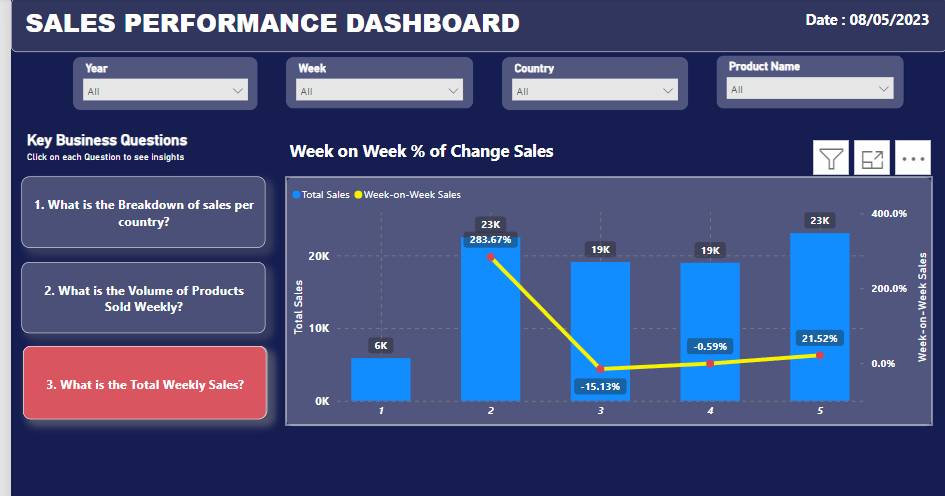 SALES PERFORMANCE DASHBOARD
Date : 08/05/2023
Year
All
Week
All
Country
All
Product Name
All
Key Business Questions
Click on each Question to see insights
1. What is the Breakdown of sales per
country?
2. What is the Volume of Products
Sold Weekly?
3. What is the Total Weekly Sales?
Week on Week % of Change Sales
Total Sales
Week-on-Week Sales
Total Sales
20K
10K
0K
6K
23K
283.67%
19K
-15.13%
19K
-0.59%
23K
21.52%
1
2
3
4
5
400.0%
200.0%
0.0%
Week-on-Week Sales